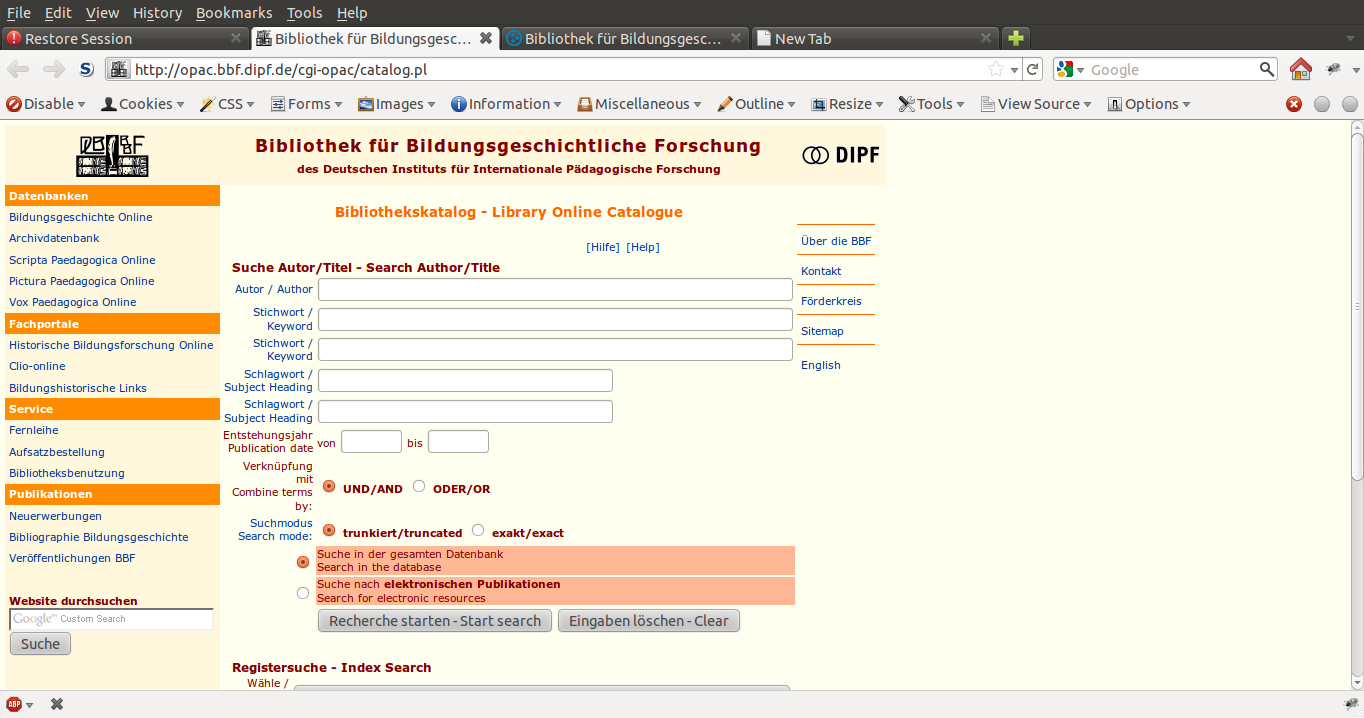 File Edit View History Bookmarks Tools Help
Restore Session
Bibliothek für Bildungsgesc...
Bibliothek für Bildungsgesc...
New Tab
http://opac.bbf.dipf.de/cgi-opac/catalog.pl
Google
Disable Cookies CSS Forms Images Information Miscellaneous Outline Resize Tools View Source Options
Bibliothek für Bildungsgeschichtliche Forschung
des Deutschen Instituts für Internationale Pädagogische Forschung
DIPF
Datenbanken
Bildungsgeschichte Online
Archivdatenbank
Scripta Paedagogica Online
Pictura Paedagogica Online
Vox Paedagogica Online
Fachportale
Historische Bildungsforschung Online
Clio-online
Bildungshistorische Links
Service
Fernleihe
Aufsatzbestellung
Bibliotheksbenutzung
Publikationen
Neuerwerbungen
Bibliographie Bildungsgeschichte
Veröffentlichungen BBF
Website durchsuchen
Google™ Custom Search
Suche
Bibliothekskatalog - Library Online Catalogue
[Hilfe] [Help]
Suche Autor/Titel - Search Author/Title
Autor / Author
Stichwort /
Keyword
Stichwort /
Keyword
Schlagwort /
Subject Heading
Schlagwort /
Subject Heading
Entstehungsjahr
Publication date
von bis
Verknüpfung
mit
Combine terms
by:
UND/AND ODER/OR
Suchmodus
Search mode:
trunkiert/truncated exakt/exact
Suche in der gesamten Datenbank
Search in the database
Suche nach elektronischen Publikationen
Search for electronic resources
Recherche starten - Start search
Eingaben löschen - Clear
Registersuche - Index Search
Wähle /
Über die BBF
Kontakt
Förderkreis
Sitemap
English
ABP